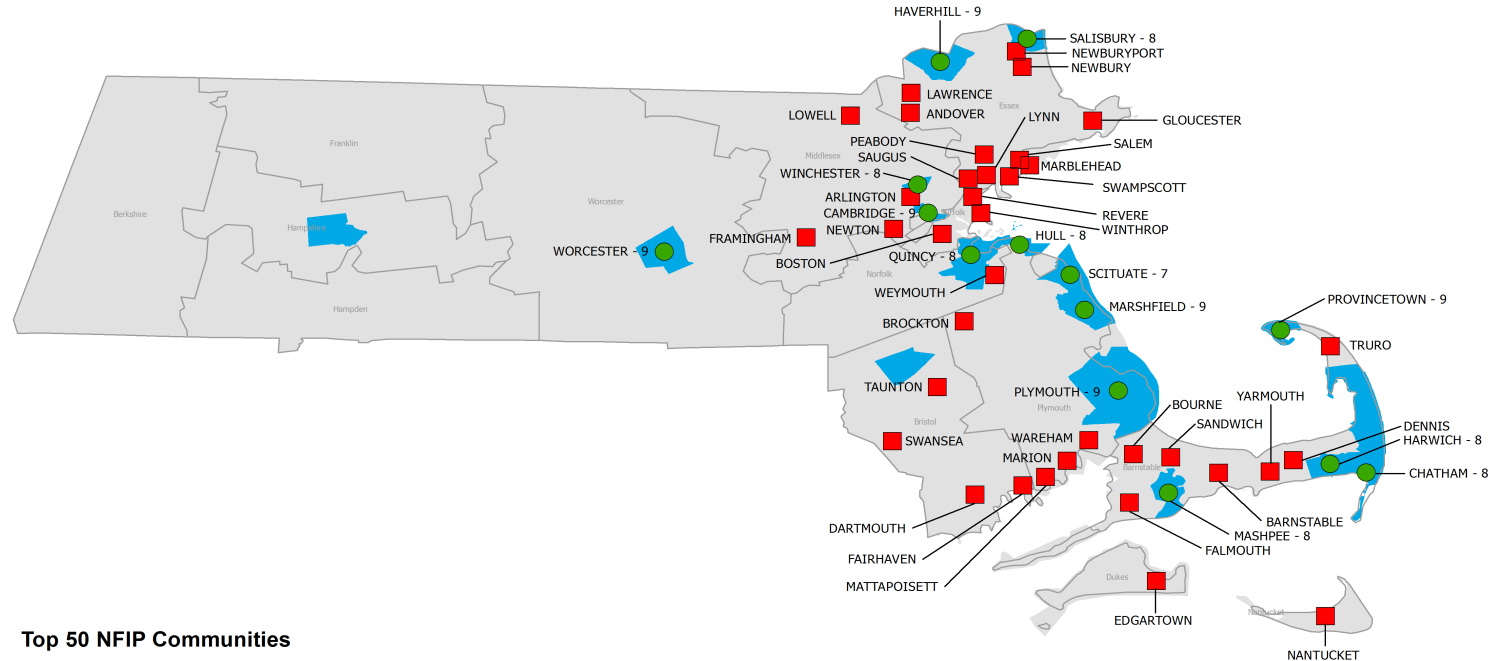 HAVERHILL - 9
SALISBURY - 8
NEWBURYPORT
NEWBURY
LAWRENCE
ANDOVER
Essex
LOWELL
LYNN
GLOUCESTER
PEABODY
SALEM
Franklin
SAUGUS
Middlesex
MARBLEHEAD
WINCHESTER - 8
SWAMPSCOTT
ARLINGTON
Worcester
CAMBRIDGE - 9
Berkshire
REVERE
NEWTON
WINTHROP
Hampshire
FRAMINGHAM
HULL - 8
WORCESTER - 9
QUINCY - 8
BOSTON
Norfolk
SCITUATE - 7
WEYMOUTH
PROVINCETOWN - 9
MARSHFIELD - 9
Hampden
BROCKTON
TRURO
TAUNTON
PLYMOUTH - 9
YARMOUTH
Plymouth
BOURNE
Bristol
SANDWICH
DENNIS
WAREHAM
SWANSEA
HARWICH - 8
MARION
Barnstable
CHATHAM - 8
DARTMOUTH
BARNSTABLE
MASHPEE - 8
FALMOUTH
FAIRHAVEN
Dukes
MATTAPOISETT
Nantucket
EDGARTOWN
Top 50 NFIP Communities
NANTUCKET